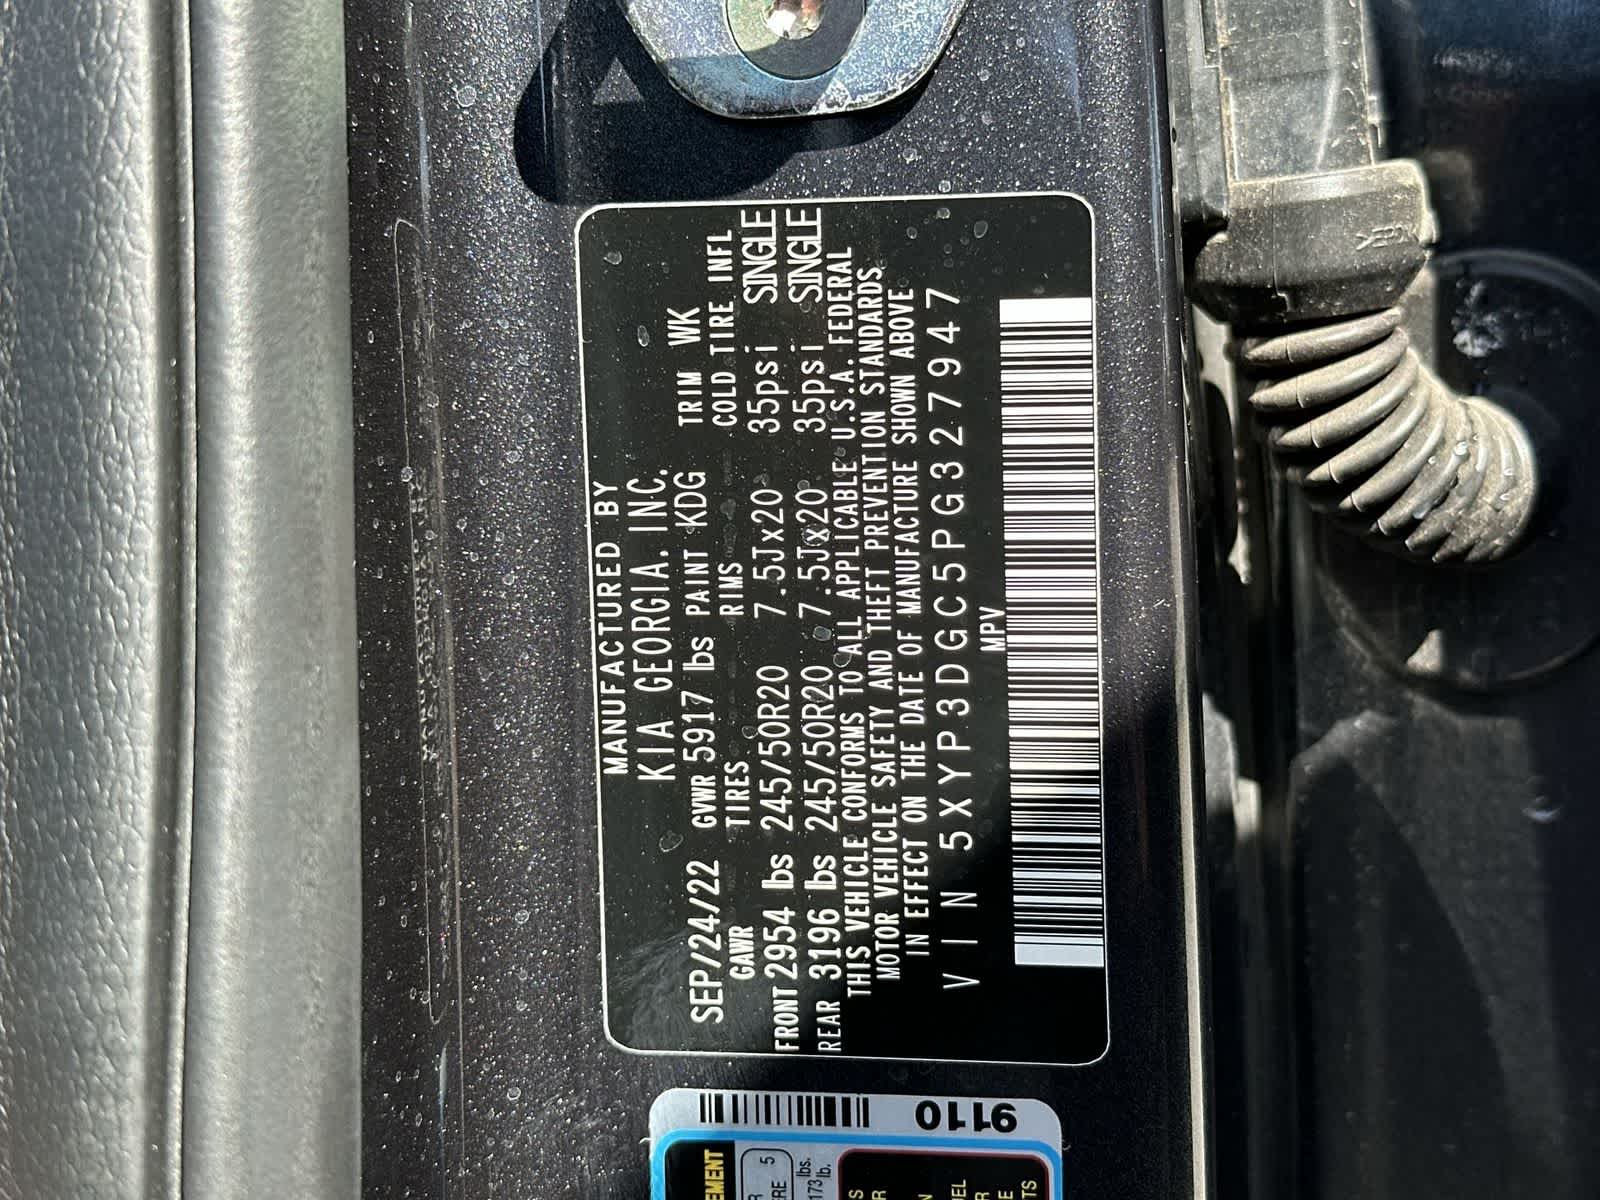 MANUFACTURED BY
KIA GEORGIA. INC.
SEP/24/22 GVWR 5917 lbs PAINT KDG TRIM WK
GAWR TIRES RIMS COLD TIRE INFL
FRONT 2954 lbs 245/50R20 7.5Jx20 35psi SINGLE
REAR 3196 lbs 245/50R20 7.5Jx20 35psi SINGLE
THIS VEHICLE CONFORMS TO ALL APPLICABLE U.S.A. FEDERAL
MOTOR VEHICLE SAFETY AND THEFT PREVENTION STANDARDS
IN EFFECT ON THE DATE OF MANUFACTURE SHOWN ABOVE
VIN 5XYP3DGC5PG327947
MPV
9110
5
lbs.
lb.